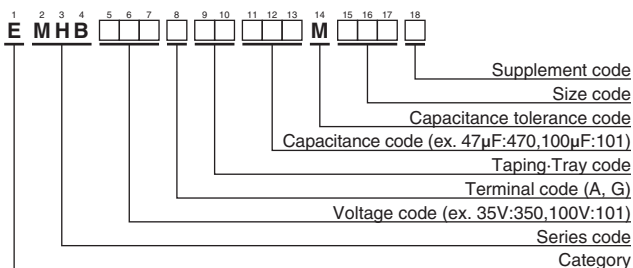 1 2 3 4 5 6 7 8 9 10 11 12 13 14 15 16 17 18
E MHB M
Supplement code
Size code
Capacitance tolerance code
Capacitance code (ex. 47µF:470,100µF:101)
Taping·Tray code
Terminal code (A, G)
Voltage code (ex. 35V:350,100V:101)
Series code
Category